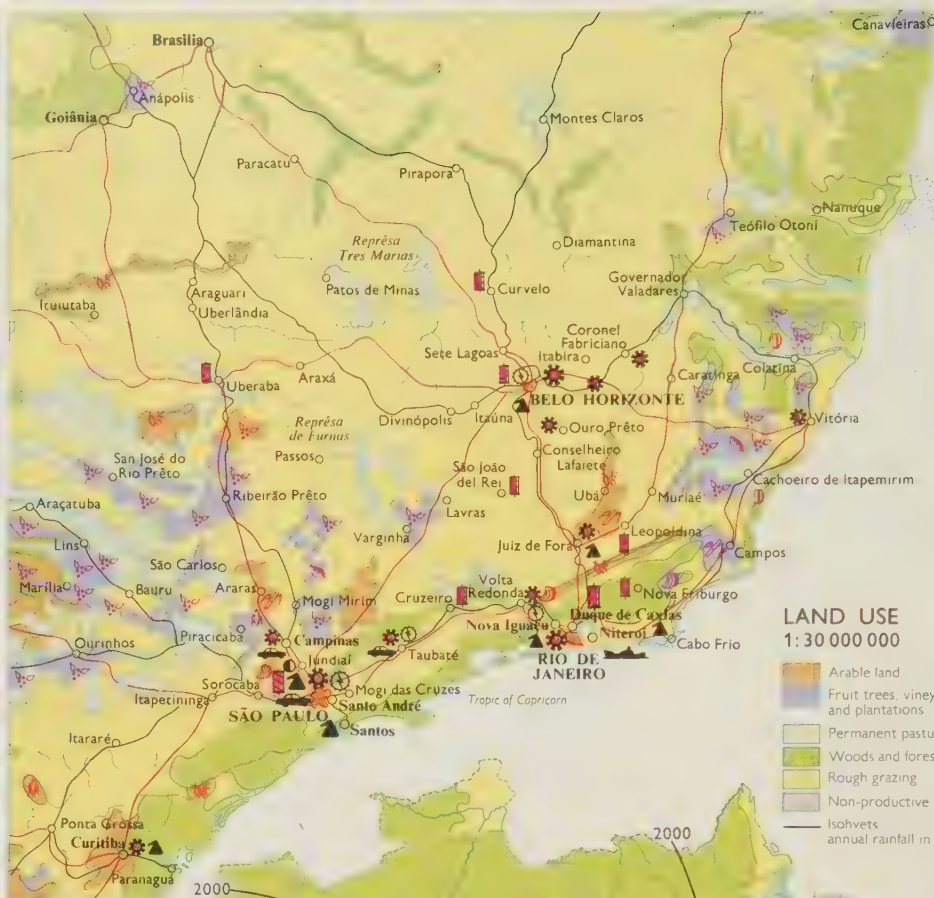 Canavieiras
Brasilia
Anápolis
Goiânia
Montes Claros
Paracatu
Pirapora
Nanuque
Teófilo Otoni
Diamantina
Reprêsa
Tres Marias
Governador
Valadares
Araguari
Patos de Minas
Curvelo
Ituiutaba
Uberlândia
Coronel
Fabriciano
Sete Lagoas
Itabira
Colatina
Uberaba
Araxá
Caratinga
BELO HORIZONTE
Divinópolis
Itaúna
Vitória
Reprêsa
de Furnas
Ouro Prêto
Conselheiro
Lafaiete
San José do
Rio Prêto
Passos
São João
del Rei
Cachoeiro de Itapemirim
Araçatuba
Ribeirão Prêto
Ubá
Muriaé
Lavras
Leopoldina
Lins
Varginha
Juiz de Fora
Campos
São Carlos
Marília
Bauru
Araras
Mogi Mirim
Cruzeiro
Volta
Redonda
Nova Friburgo
Duque de Caxias
Piracicaba
Campinas
Nova Iguaçu
Niterói
Cabo Frio
Ourinhos
Taubaté
RIO DE
JANEIRO
Jundiaí
Sorocaba
Mogi das Cruzes
Itapetininga
Santo André
Tropic of Capricorn
SÃO PAULO
Santos
Itararé
Ponta Grossa
Curitiba
Paranaguá
2000
2000
LAND USE
1:30 000 000
Arable land
Fruit trees, viney
and plantations
Permanent pastu
Woods and fores
Rough grazing
Non-productive
Isohyets
annual rainfall in